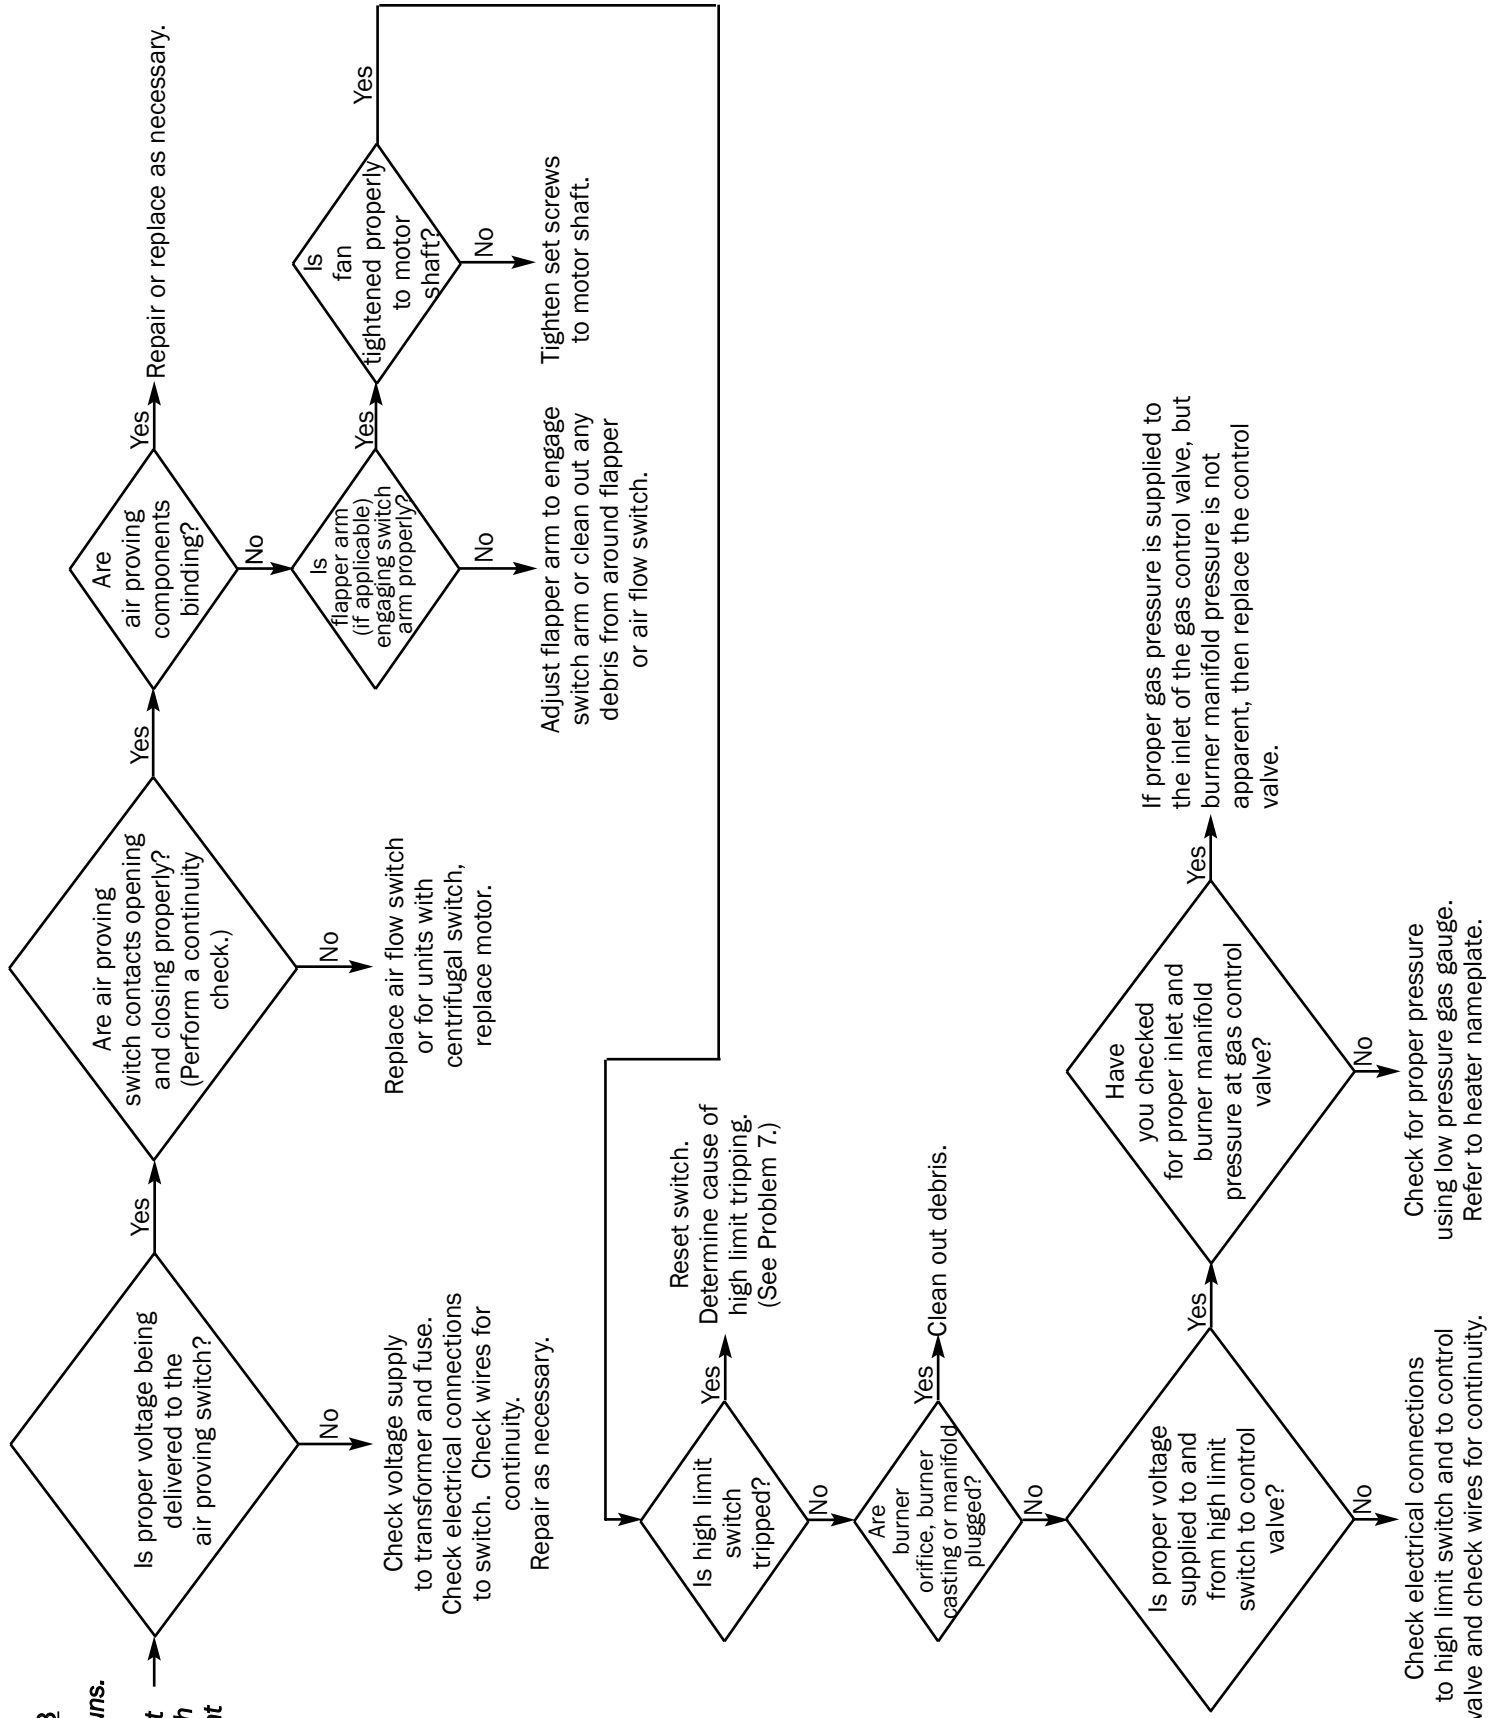 Is proper voltage being
delivered to the
air proving switch?
Yes
No
Check voltage supply
to transformer and fuse.
Check electrical connections
to switch. Check wires for
continuity.
Repair as necessary.
Are air proving
switch contacts opening
and closing properly?
(Perform a continuity
check.)
Yes
No
Replace air flow switch
or for units with
centrifugal switch,
replace motor.
Are
air proving
components
binding?
Yes
Repair or replace as necessary.
No
Is
flapper arm
(if applicable)
engaging switch
arm properly?
Yes
No
Adjust flapper arm to engage
switch arm or clean out any
debris from around flapper
or air flow switch.
Is
fan
tightened properly
to motor
shaft?
Yes
No
Tighten set screws
to motor shaft.
Is high limit
switch
tripped?
Yes
Reset switch.
Determine cause of
high limit tripping.
(See Problem 7.)
No
Are
burner
orifice, burner
casting or manifold
plugged?
Yes
Clean out debris.
No
Is proper voltage
supplied to and
from high limit
switch to control
valve?
Yes
No
Check electrical connections
to high limit switch and to control
valve and check wires for continuity.
Have
you checked
for proper inlet and
burner manifold
pressure at gas control
valve?
Yes
If proper gas pressure is supplied to
the inlet of the gas control valve, but
burner manifold pressure is not
apparent, then replace the control
valve.
No
Check for proper pressure
using low pressure gas gauge.
Refer to heater nameplate.